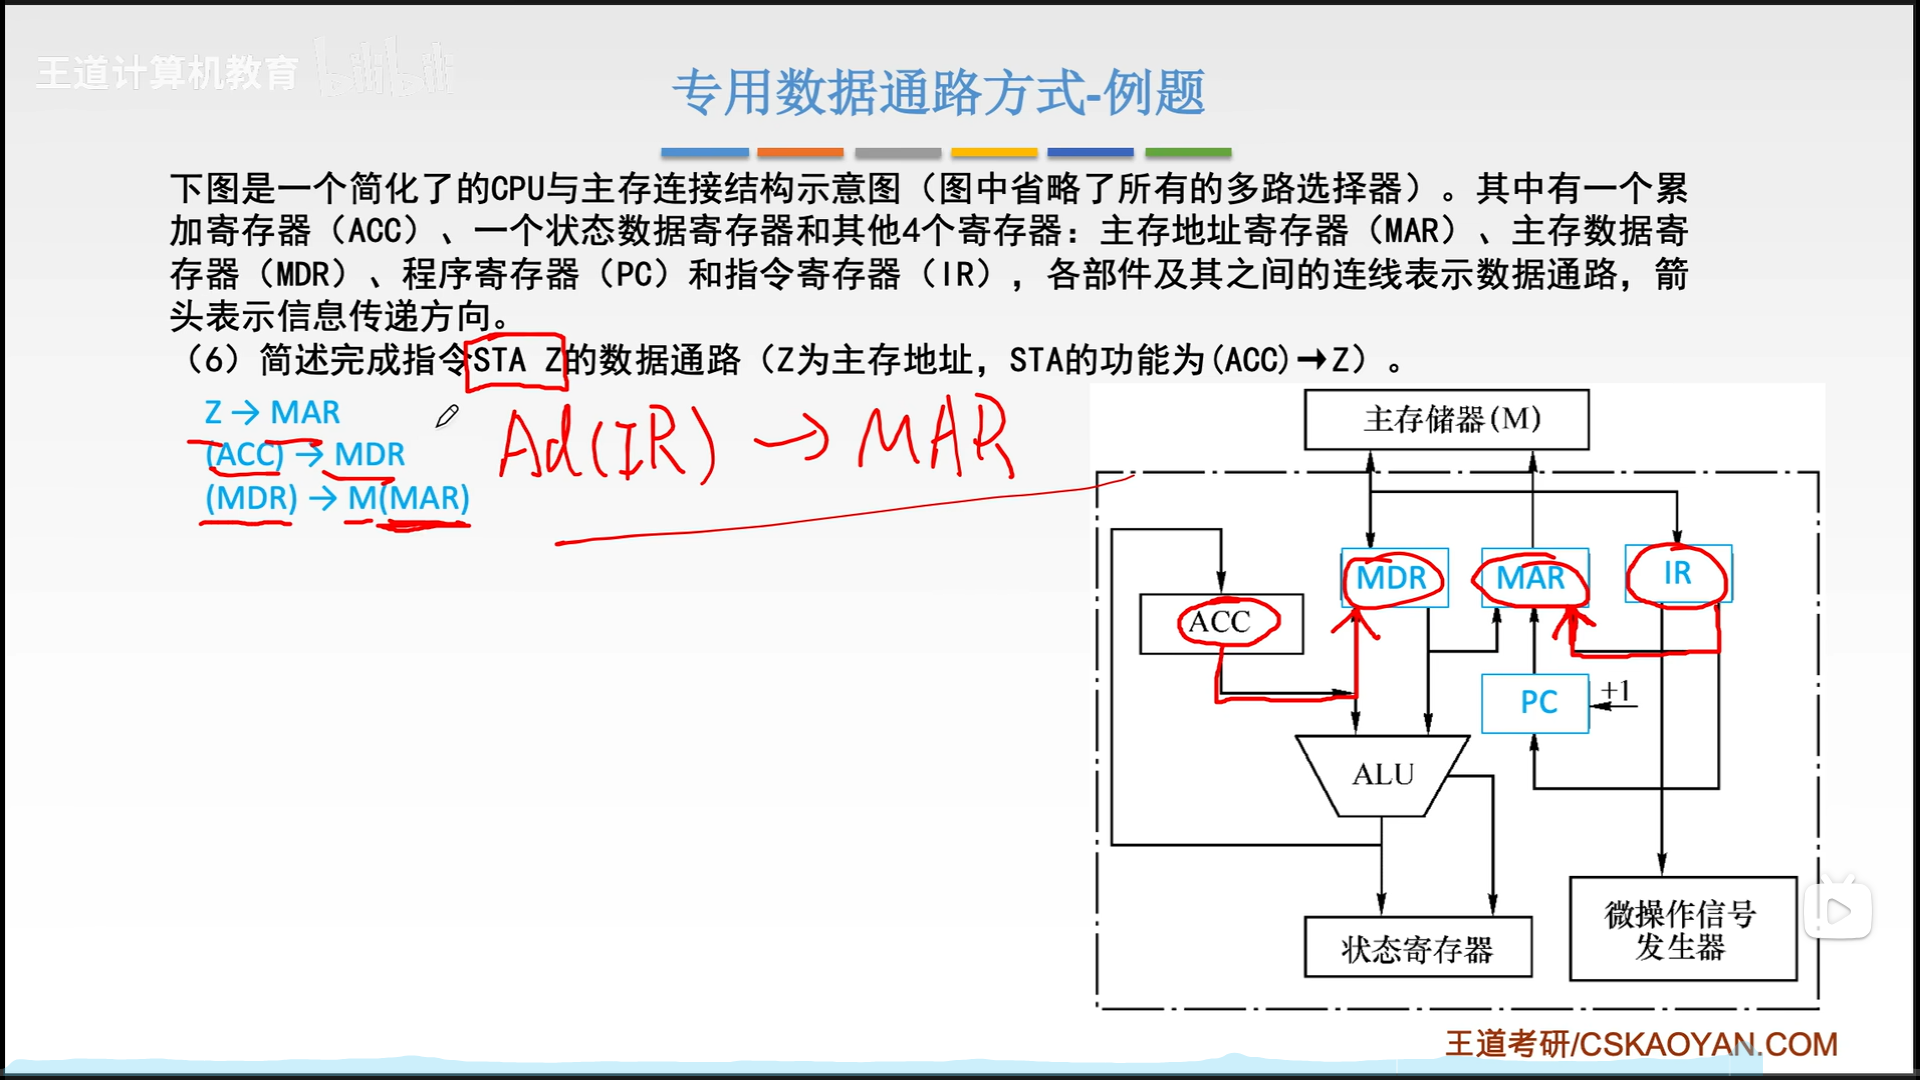 王道计算机教育 bilibili
专用数据通路方式-例题
下图是一个简化了的CPU与主存连接结构示意图（图中省略了所有的多路选择器）。其中有一个累
加寄存器（ACC）、一个状态数据寄存器和其他4个寄存器：主存地址寄存器（MAR）、主存数据寄
存器（MDR）、程序寄存器（PC）和指令寄存器（IR），各部件及其之间的连线表示数据通路，箭
头表示信息传递方向。
（6）简述完成指令STA Z的数据通路（Z为主存地址，STA的功能为(ACC)→Z）。
Z → MAR
(ACC) → MDR
(MDR) → M(MAR)
Ad(IR) → MAR
主存储器(M)
MDR
MAR
IR
ACC
PC
+1
ALU
状态寄存器
微操作信号
发生器
王道考研/CSKAOYAN.COM